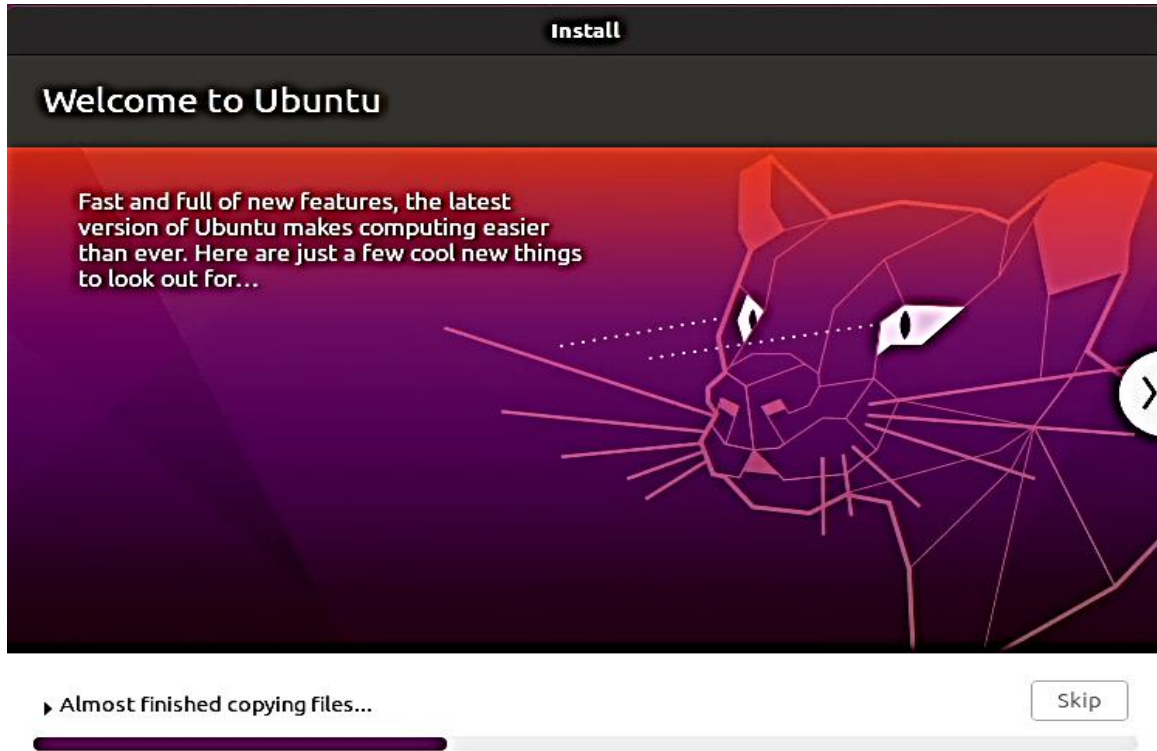 Install
Welcome to Ubuntu
Fast and full of new features, the latest
version of Ubuntu makes computing easier
than ever. Here are just a few cool new things
to look out for...
Almost finished copying files...
Skip